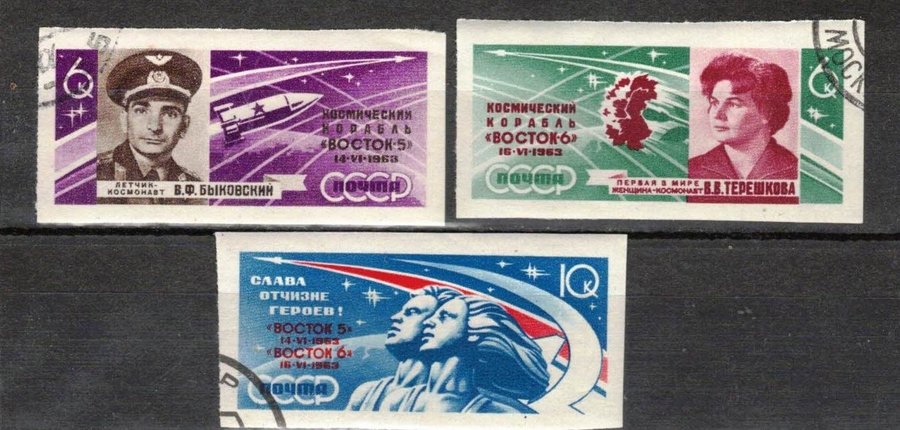 6к
КОСМИЧЕСКИЙ
КОРАБЛЬ
«ВОСТОК-5»
14-VI-1963
ПОЧТА
СССР
ЛЕТЧИК-
КОСМОНАВТ
В.Ф. БЫКОВСКИЙ
6к
КОСМИЧЕСКИЙ
КОРАБЛЬ
«ВОСТОК-6»
16-VI-1963
ПОЧТА
СССР
ПЕРВАЯ В МИРЕ
ЖЕНЩИНА-КОСМОНАВТ
В.В. ТЕРЕШКОВА
МОСК
10к
СЛАВА
ОТЧИЗНЕ
ГЕРОЕВ!
«ВОСТОК 5»
14-VI-1963
«ВОСТОК 6»
16-VI-1963
ПОЧТА
СССР